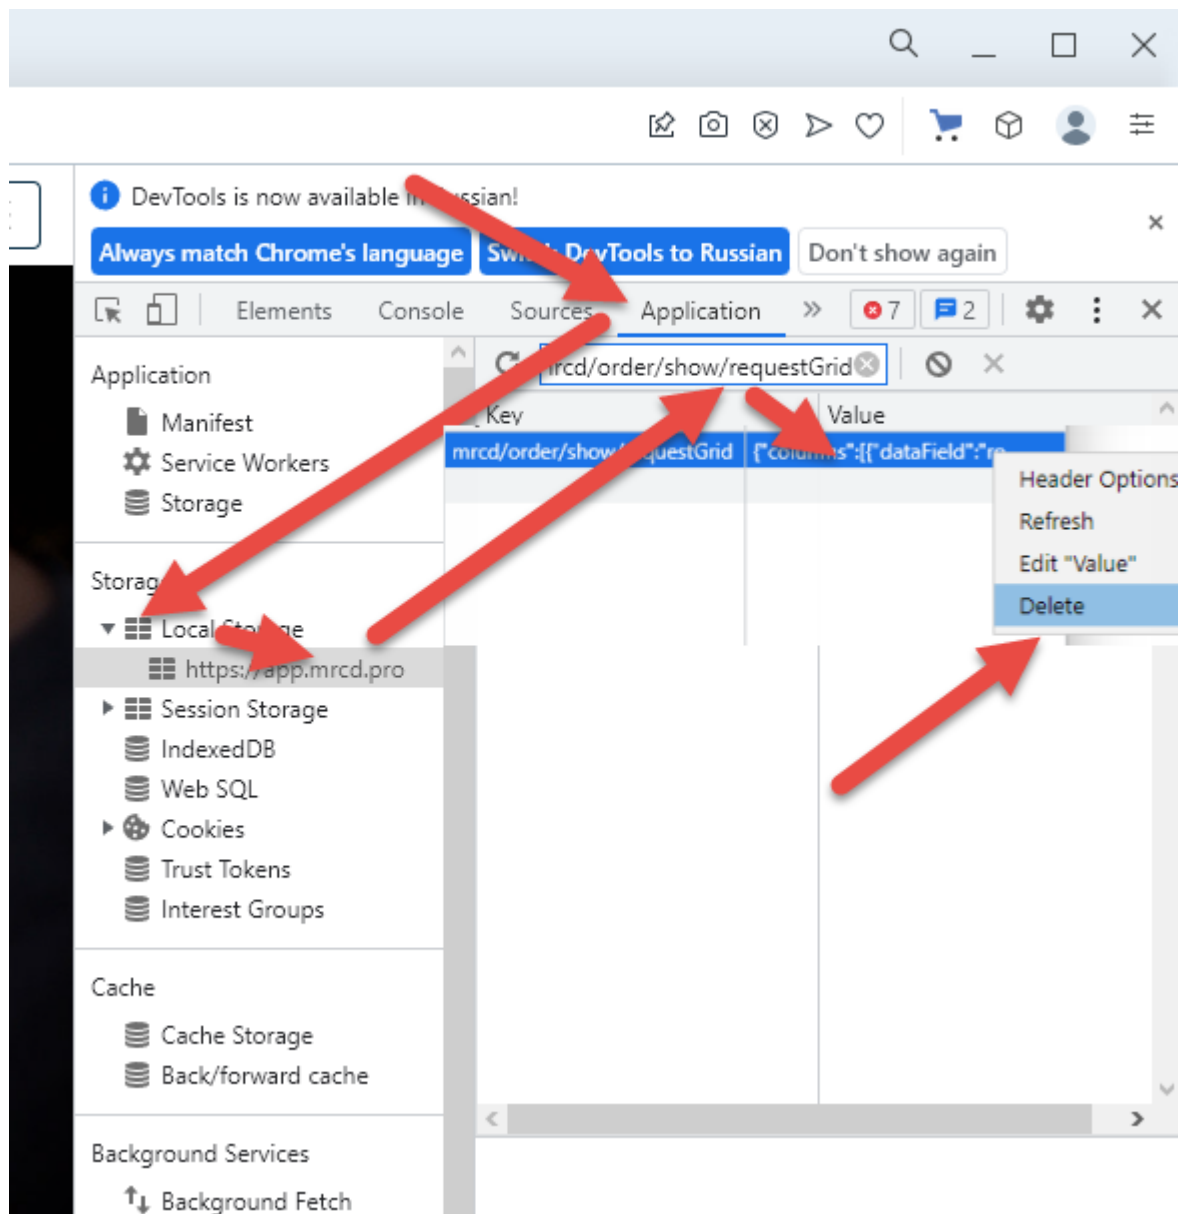 DevTools is now available in Russian!
Always match Chrome's language
Switch DevTools to Russian
Don't show again
Elements
Console
Sources
Application
7
2
Application
Manifest
Service Workers
Storage
Storage
Local Storage
https://app.mrcd.pro
Session Storage
IndexedDB
Web SQL
Cookies
Trust Tokens
Interest Groups
Cache
Cache Storage
Back/forward cache
Background Services
Background Fetch
mrcd/order/show/requestGrid
Key
Value
mrcd/order/show/requestGrid
{"columns":[{"dataField":"ro
Header Options
Refresh
Edit "Value"
Delete